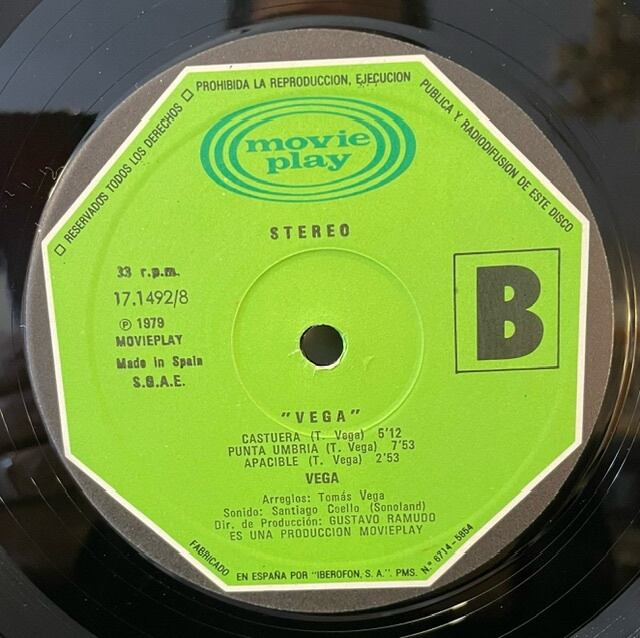 □ RESERVADOS TODOS LOS DERECHOS □ PROHIBIDA LA REPRODUCCION, EJECUCION PUBLICA Y RADIODIFUSION DE ESTE DISCO
movie
play
STEREO
33 r.p.m.
17.1492/8
Ⓟ 1979
MOVIEPLAY
Made in Spain
S.G.A.E.
B
"VEGA"
CASTUERA (T. Vega) 5'12
PUNTA UMBRIA (T. Vega) 7'53
APACIBLE (T. Vega) 2'53
VEGA
Arreglos: Tomás Vega
Sonido: Santiago Coello (Sonoland)
Dir. de Producción: GUSTAVO RAMUDO
ES UNA PRODUCCION MOVIEPLAY
FABRICADO EN ESPAÑA POR "IBEROFON, S. A.". PMS. N.º 6714-5854